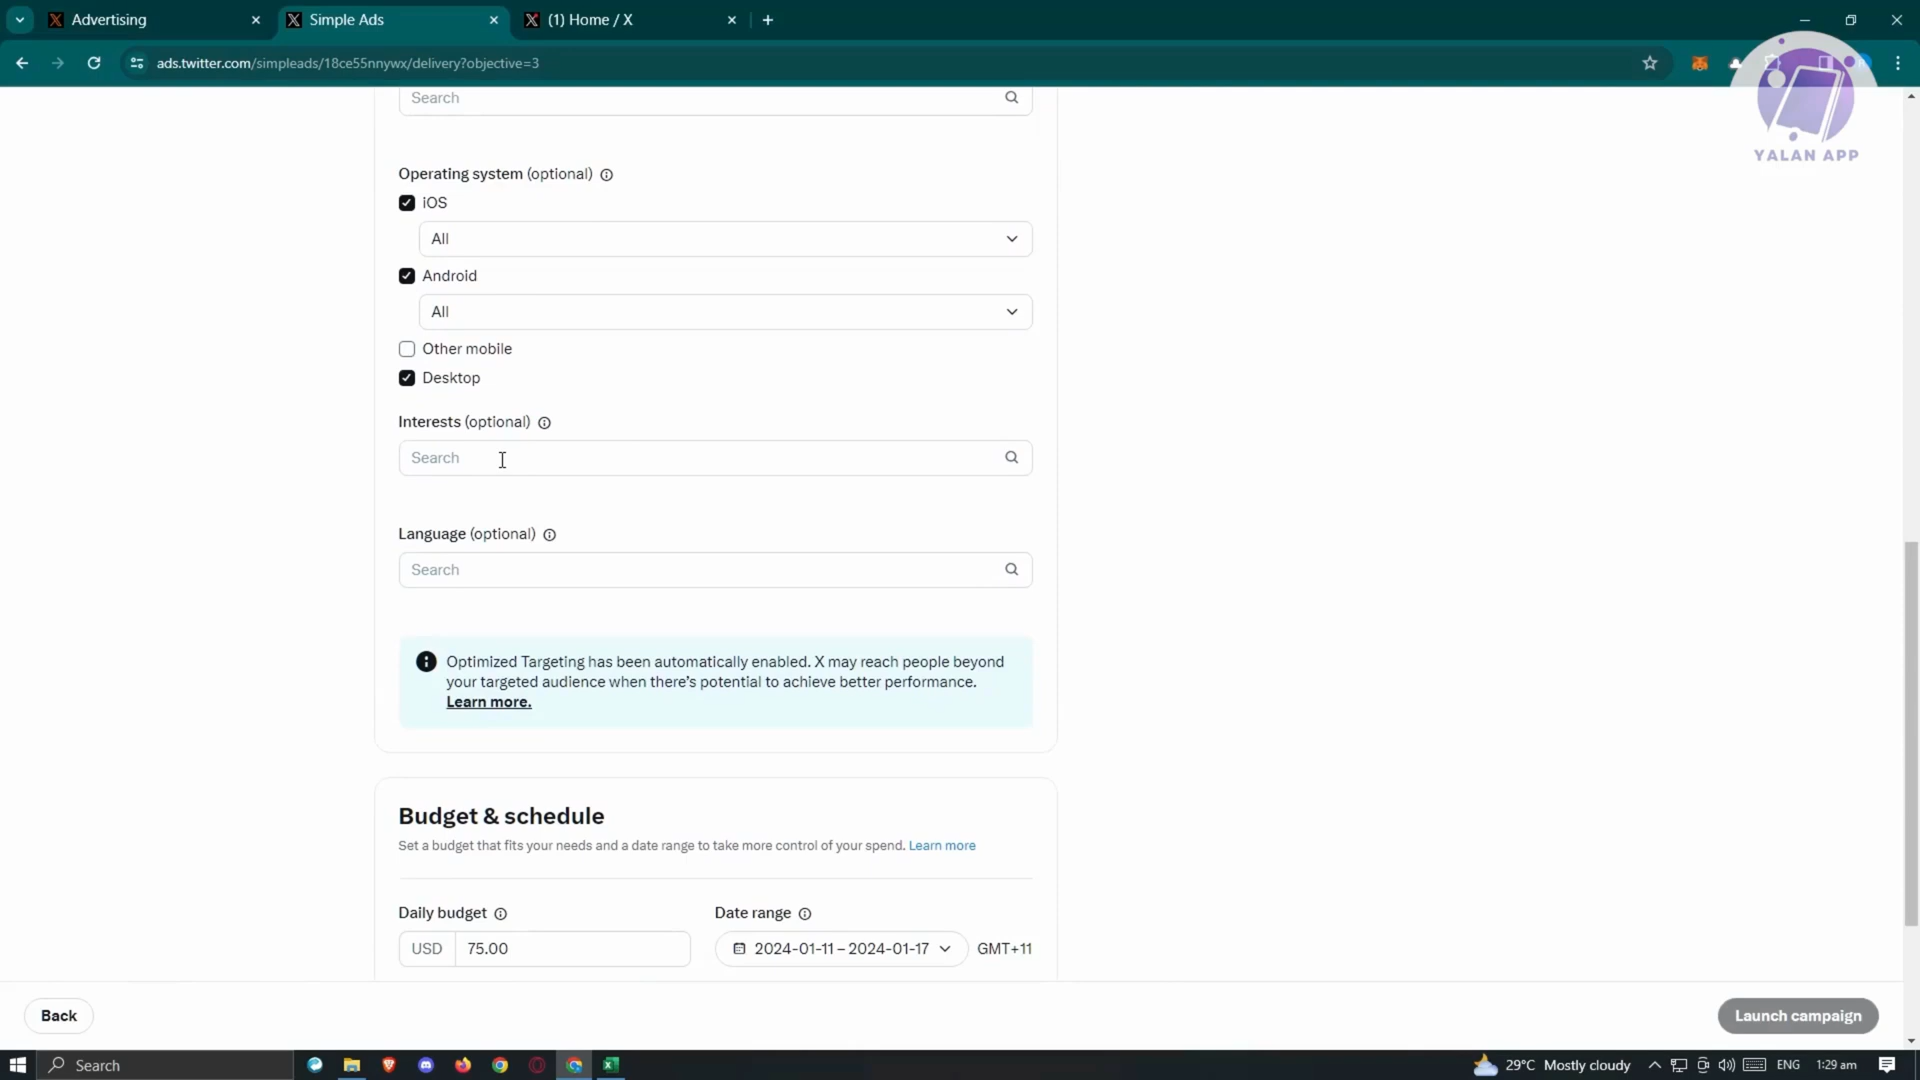 Advertising
Simple Ads
(1) Home / X
ads.twitter.com/simpleads/18ce55nnywx/delivery?objective=3
YALAN APP
Search
Operating system (optional)
iOS
All
Android
All
Other mobile
Desktop
Interests (optional)
Search
Language (optional)
Search
Optimized Targeting has been automatically enabled. X may reach people beyond
your targeted audience when there's potential to achieve better performance.
Learn more.
Budget & schedule
Set a budget that fits your needs and a date range to take more control of your spend. Learn more
Daily budget
Date range
USD 75.00
2024-01-11 – 2024-01-17 GMT+11
Back
Launch campaign
Search
29°C Mostly cloudy
ENG
1:29 am